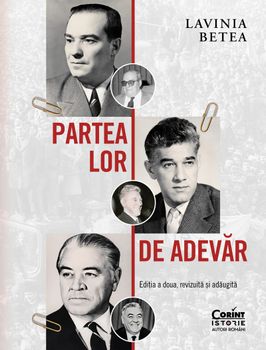 LAVINIA
BETEA
PARTEA
LOR
DE ADEVĂR
Ediția a doua, revizuită și adăugită
CORINT
ISTORIE
AUTORI ROMÂNI